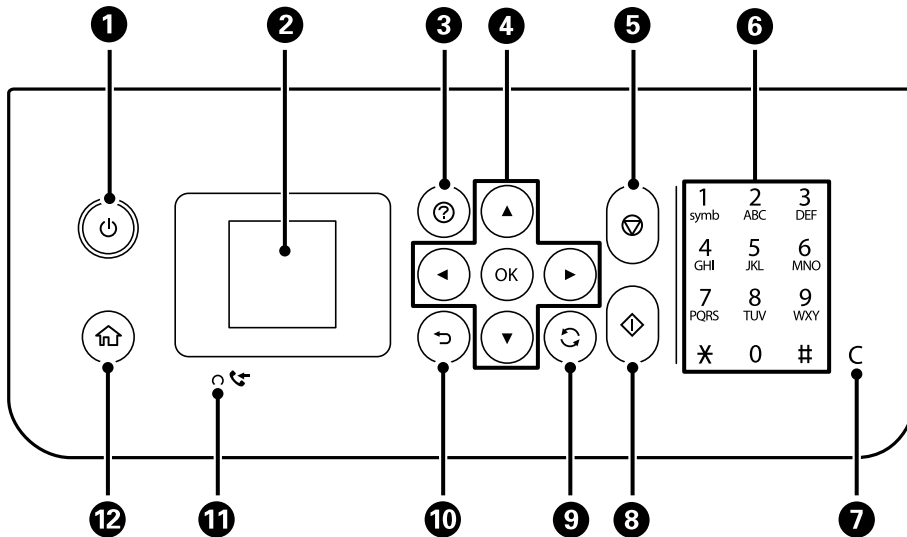 1 2 3 4 5 6
?
OK
1 2 3
symb ABC DEF
4 5 6
GHI JKL MNO
7 8 9
PQRS TUV WXY
* 0 #
C
12 11 10 9 8 7